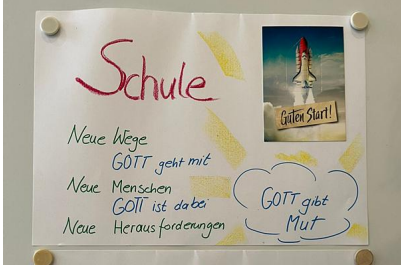 Schule
Guten Start!
Neue Wege
GOTT geht mit
Neue Menschen
GOTT ist dabei
Neue Herausforderungen
GOTT gibt
Mut